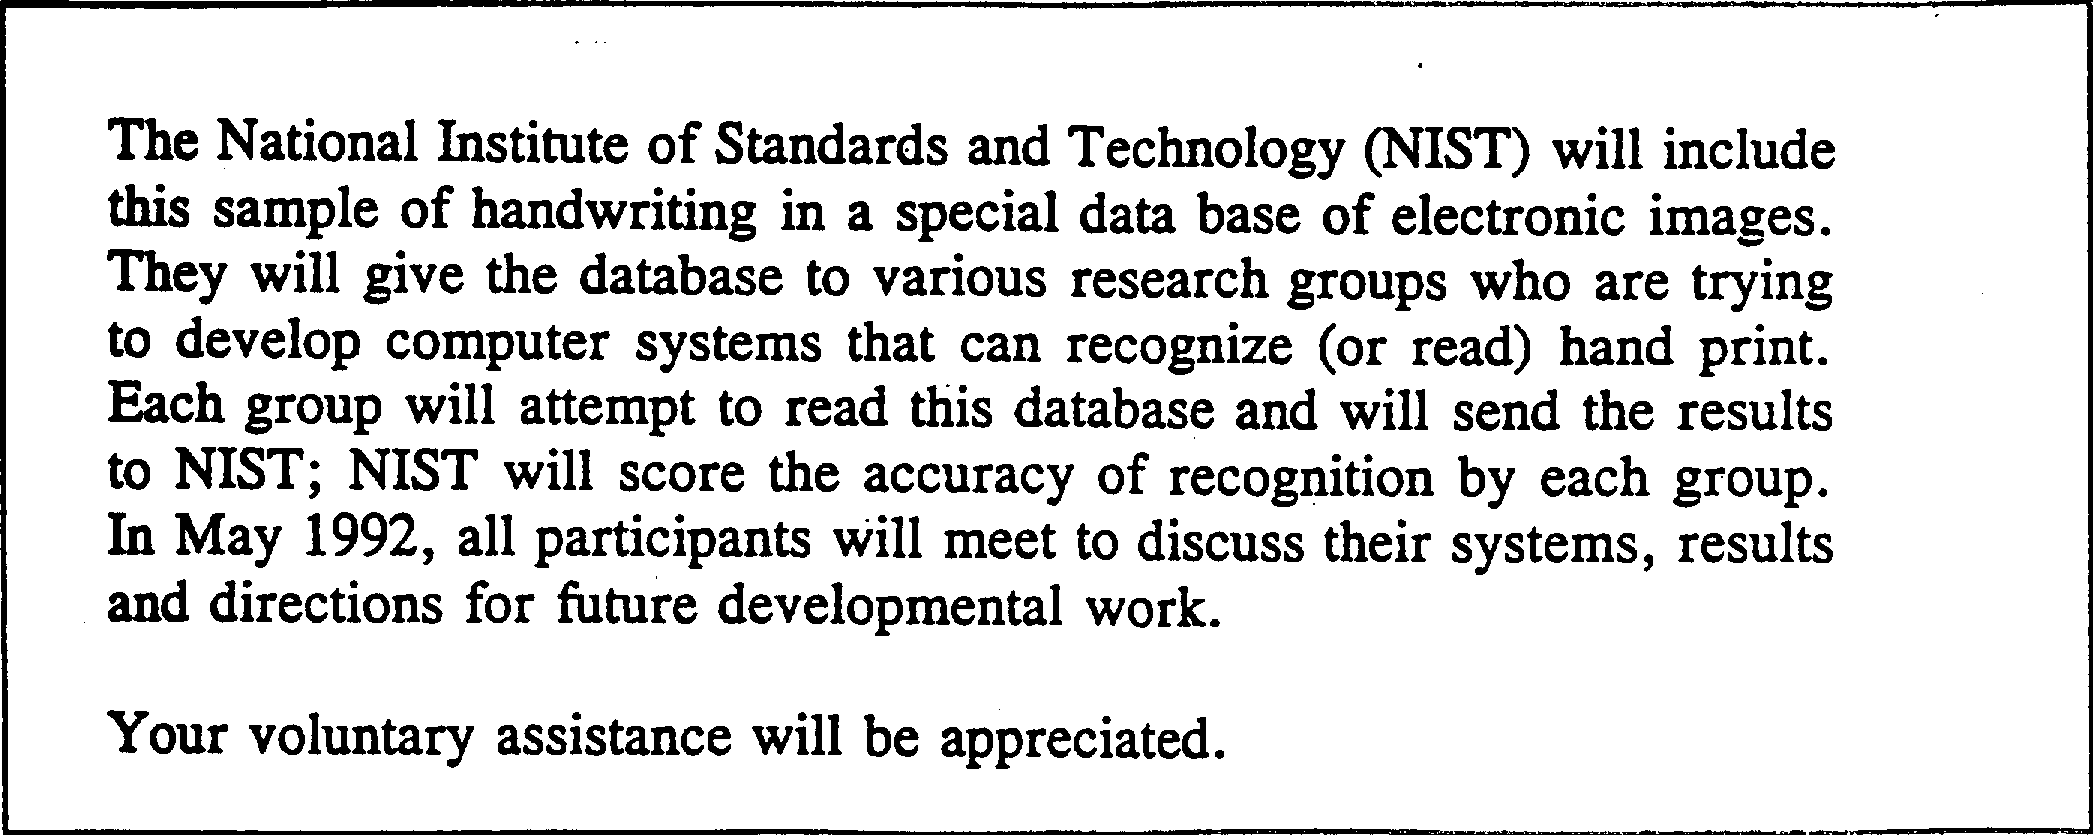 The National Institute of Standards and Technology (NIST) will include
this sample of handwriting in a special data base of electronic images.
They will give the database to various research groups who are trying
to develop computer systems that can recognize (or read) hand print.
Each group will attempt to read this database and will send the results
to NIST; NIST will score the accuracy of recognition by each group.
In May 1992, all participants will meet to discuss their systems, results
and directions for future developmental work.
Your voluntary assistance will be appreciated.